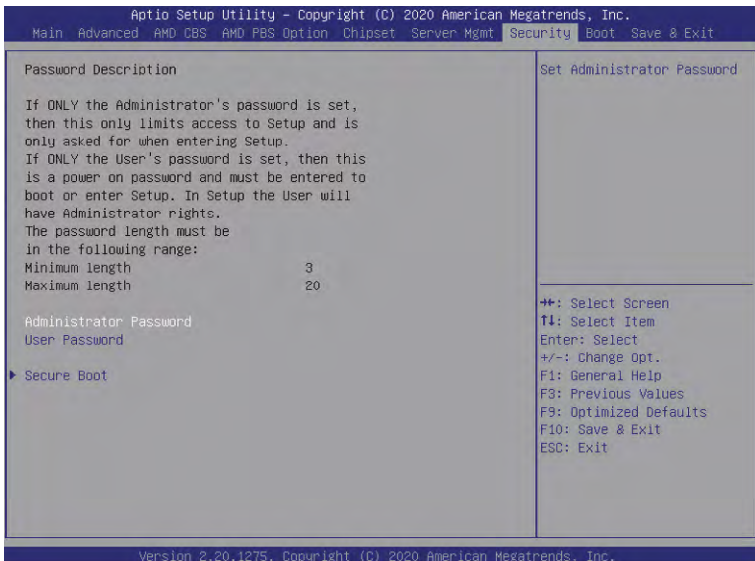 Aptio Setup Utility – Copyright (C) 2020 American Megatrends, Inc.
Main Advanced AMD CBS AMD PBS Option Chipset Server Mgmt Security Boot Save & Exit
Password Description
If ONLY the Administrator's password is set,
then this only limits access to Setup and is
only asked for when entering Setup.
If ONLY the User's password is set, then this
is a power on password and must be entered to
boot or enter Setup. In Setup the User will
have Administrator rights.
The password length must be
in the following range:
Minimum length 3
Maximum length 20
Administrator Password
User Password
Secure Boot
Set Administrator Password
→←: Select Screen
↑↓: Select Item
Enter: Select
+/-: Change Opt.
F1: General Help
F3: Previous Values
F9: Optimized Defaults
F10: Save & Exit
ESC: Exit
Version 2.20.1275. Copyright (C) 2020 American Megatrends, Inc.